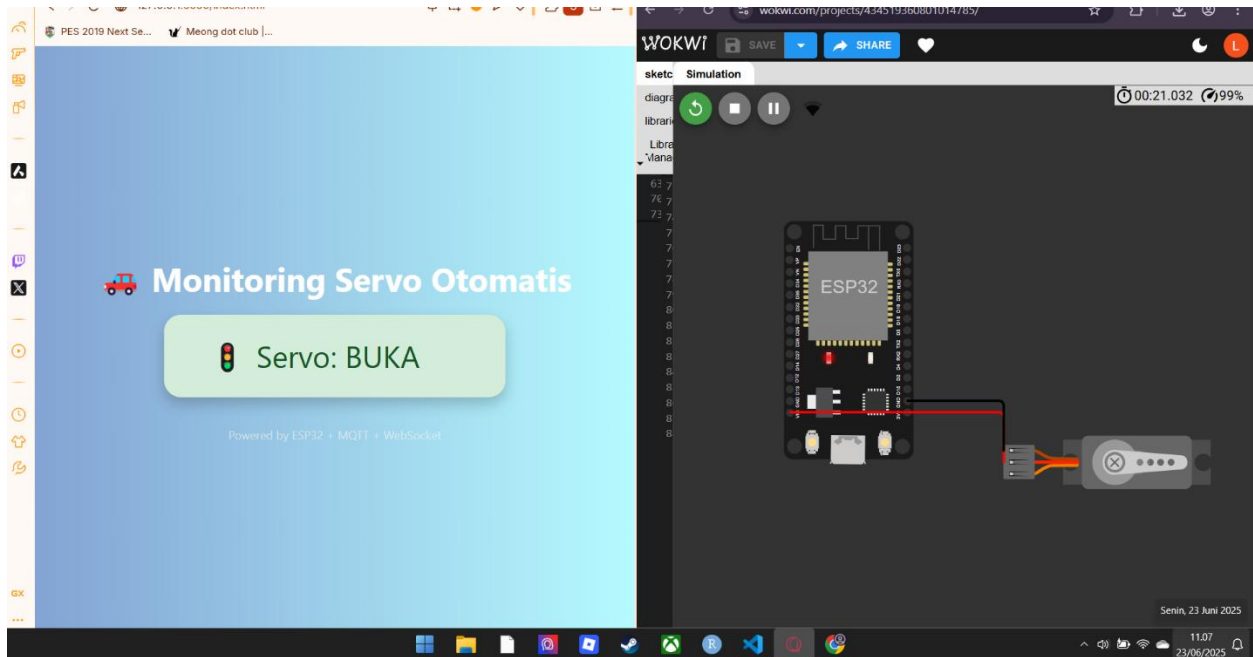 PES 2019 Next Se...
Meong dot club |...
Monitoring Servo Otomatis
Servo: BUKA
Powered by ESP32 + MQTT + WebSocket
GX
wokwi.com/projects/434519360801014785/
WOKWI
SAVE
SHARE
L
sketc
Simulation
diagra
librari
Libra
Mana
00:21.032
99%
ESP32
Senin, 23 Juni 2025
11.07
23/06/2025